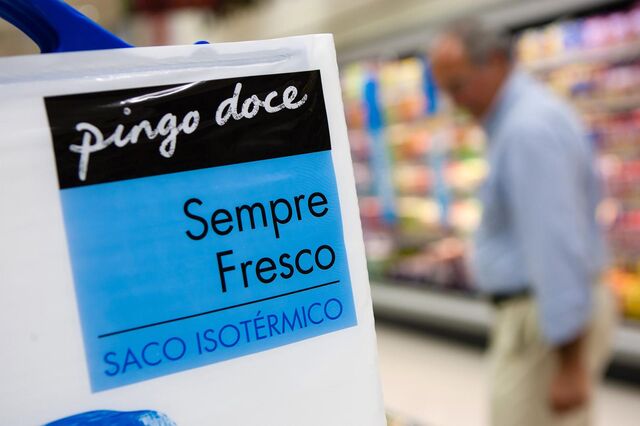 pingo doce
Sempre
Fresco
SACO ISOTÉRMICO